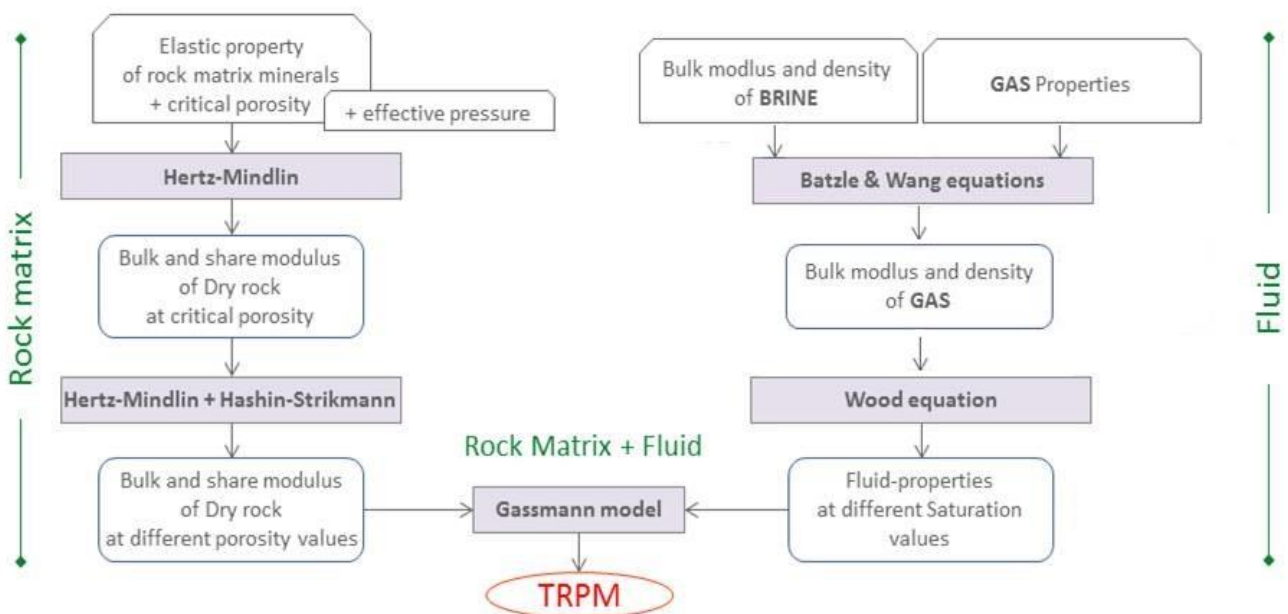 Rock matrix
Elastic property
of rock matrix minerals
+ critical porosity
+ effective pressure
Hertz-Mindlin
Bulk and share modulus
of Dry rock
at critical porosity
Hertz-Mindlin + Hashin-Strikmann
Bulk and share modulus
of Dry rock
at different porosity values
Rock Matrix + Fluid
Gassmann model
TRPM
Bulk modlus and density
of BRINE
GAS Properties
Batzle & Wang equations
Bulk modlus and density
of GAS
Wood equation
Fluid-properties
at different Saturation
values
Fluid